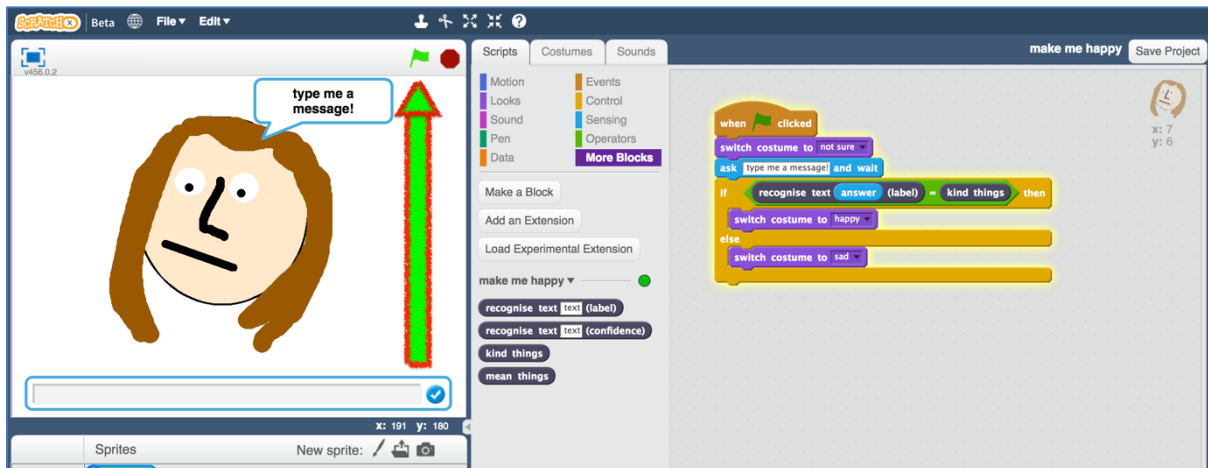 SCRATCHX Beta File▼ Edit▼
v456.0.2
type me a
message!
x: 191 y: 180
Sprites New sprite:
Scripts Costumes Sounds
Motion Events
Looks Control
Sound Sensing
Pen Operators
Data More Blocks
Make a Block
Add an Extension
Load Experimental Extension
make me happy▼
recognise text text (label)
recognise text text (confidence)
kind things
mean things
make me happy Save Project
when clicked
switch costume to not sure
ask type me a message! and wait
if recognise text answer (label) = kind things then
switch costume to happy
else
switch costume to sad
x: 7
y: 6